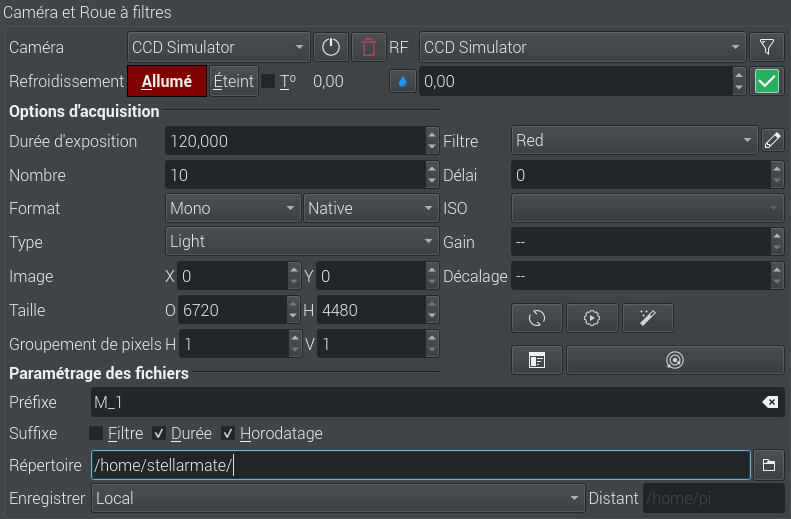 Caméra et Roue à filtres
Caméra CCD Simulator RF CCD Simulator
Refroidissement Allumé Éteint Tº 0,00 0,00
Options d'acquisition
Durée d'exposition 120,000 Filtre Red
Nombre 10 Délai 0
Format Mono Native ISO
Type Light Gain --
Image X 0 Y 0 Décalage --
Taille O 6720 H 4480
Groupement de pixels H 1 V 1
Paramétrage des fichiers
Préfixe M_1
Suffixe Filtre Durée Horodatage
Répertoire /home/stellarmate/
Enregistrer Local Distant /home/pi